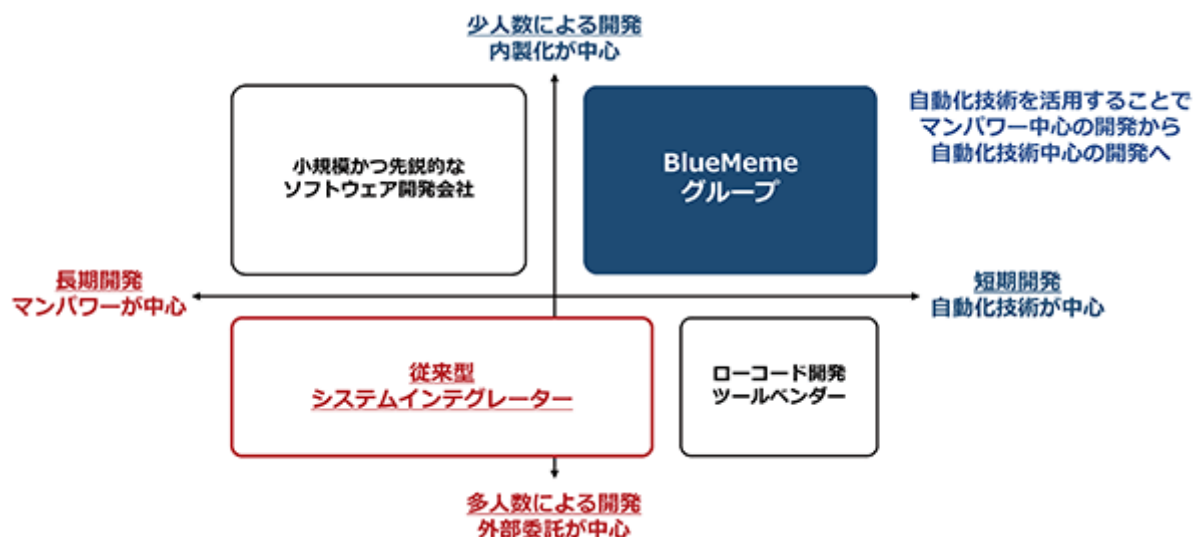 少人数による開発
内製化が中心
小規模かつ先鋭的な
ソフトウェア開発会社
BlueMeme
グループ
自動化技術を活用することで
マンパワー中心の開発から
自動化技術中心の開発へ
長期開発
マンパワーが中心
短期開発
自動化技術が中心
従来型
システムインテグレーター
ローコード開発
ツールベンダー
多人数による開発
外部委託が中心